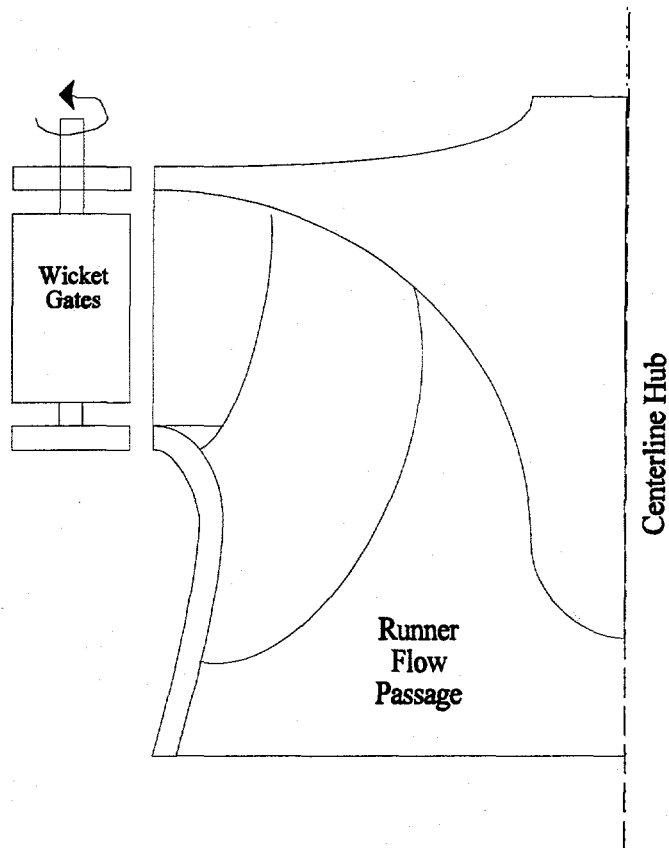 Wicket
Gates
Centerline Hub
Runner
Flow
Passage